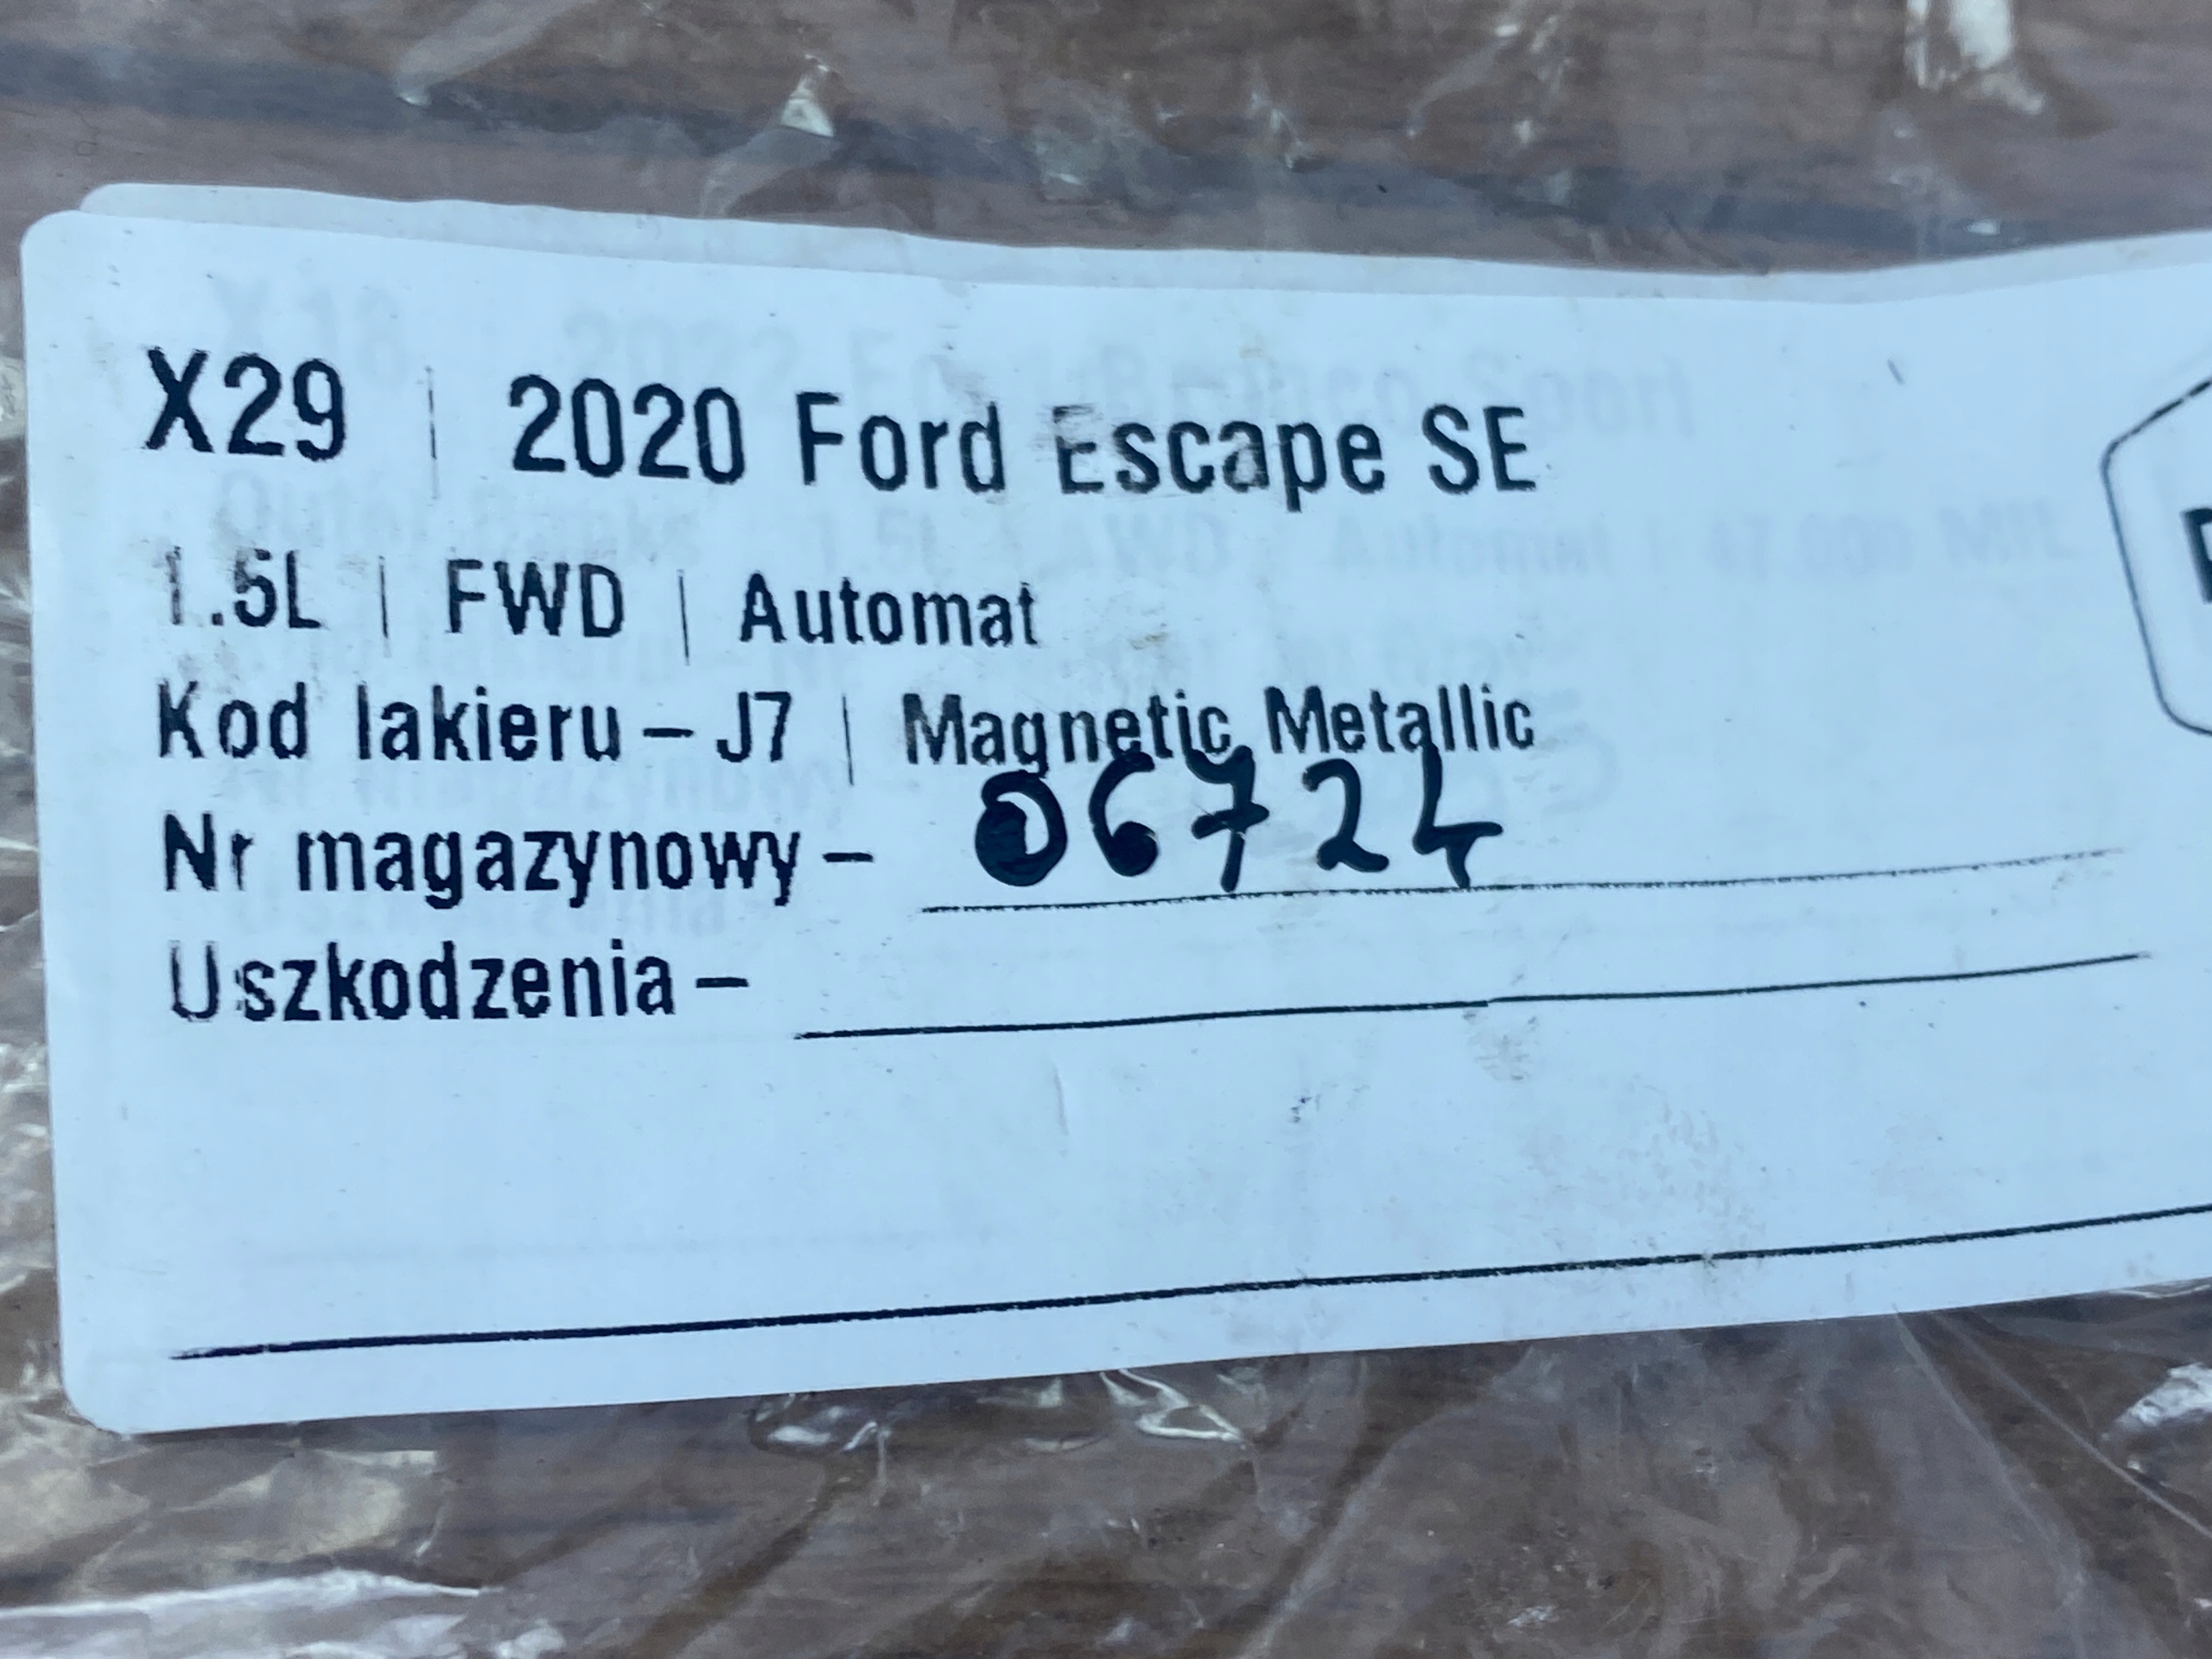 X29 | 2020 Ford Escape SE
1.5L | FWD | Automat
Kod lakieru – J7 | Magnetic Metallic
Nr magazynowy – 06724
Uszkodzenia –